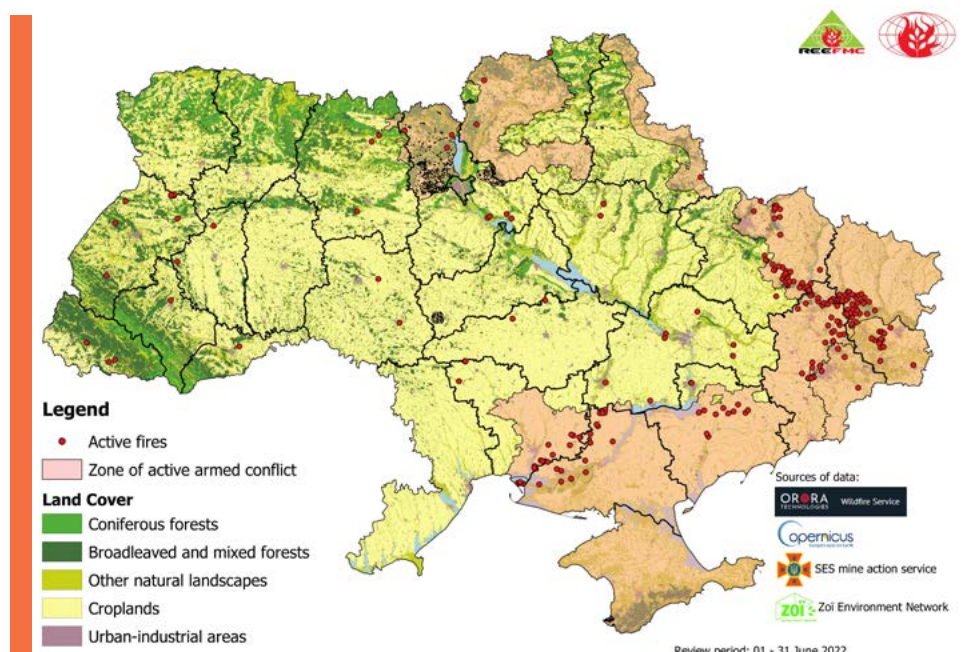 REEFMC
Legend
Active fires
Zone of active armed conflict
Land Cover
Coniferous forests
Broadleaved and mixed forests
Other natural landscapes
Croplands
Urban-industrial areas
Sources of data:
ORORA
TECHNOLOGIES
Wildfire Service
Copernicus
SES mine action service
ZOÏ
Zoï Environment Network
Review period: 01 - 31 June 2022